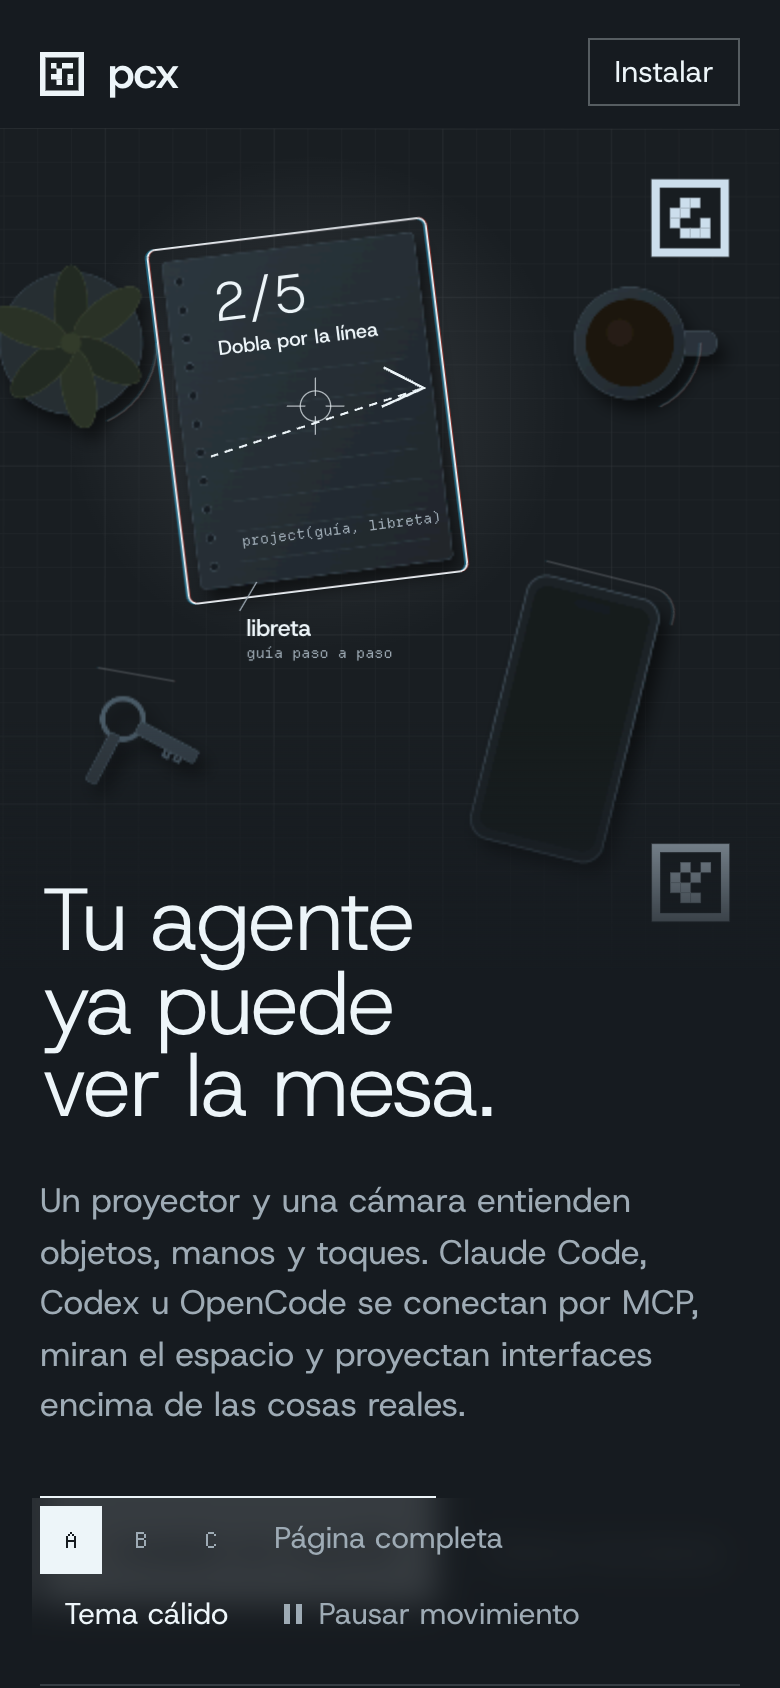 pcx
Instalar
2/5
Dobla por la línea
project(guía, libreta)
libreta
guía paso a paso
Tu agente
ya puede
ver la mesa.
Un proyector y una cámara entienden
objetos, manos y toques. Claude Code,
Codex u OpenCode se conectan por MCP,
miran el espacio y proyectan interfaces
encima de las cosas reales.
A B C Página completa
Tema cálido Pausar movimiento